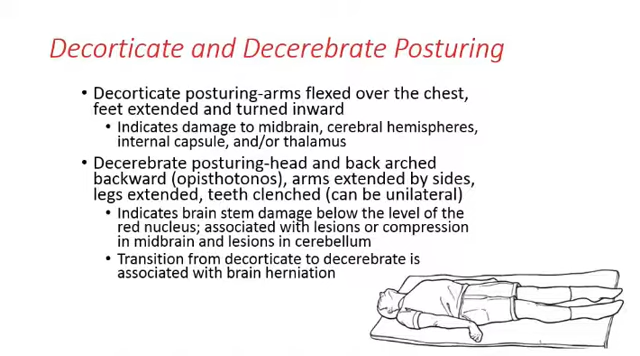 Decorticate and Decerebrate Posturing
• Decorticate posturing-arms flexed over the chest,
feet extended and turned inward
• Indicates damage to midbrain, cerebral hemispheres,
internal capsule, and/or thalamus
• Decerebrate posturing-head and back arched
backward (opisthotonos), arms extended by sides,
legs extended, teeth clenched (can be unilateral)
• Indicates brain stem damage below the level of the
red nucleus; associated with lesions or compression
in midbrain and lesions in cerebellum
• Transition from decorticate to decerebrate is
associated with brain herniation